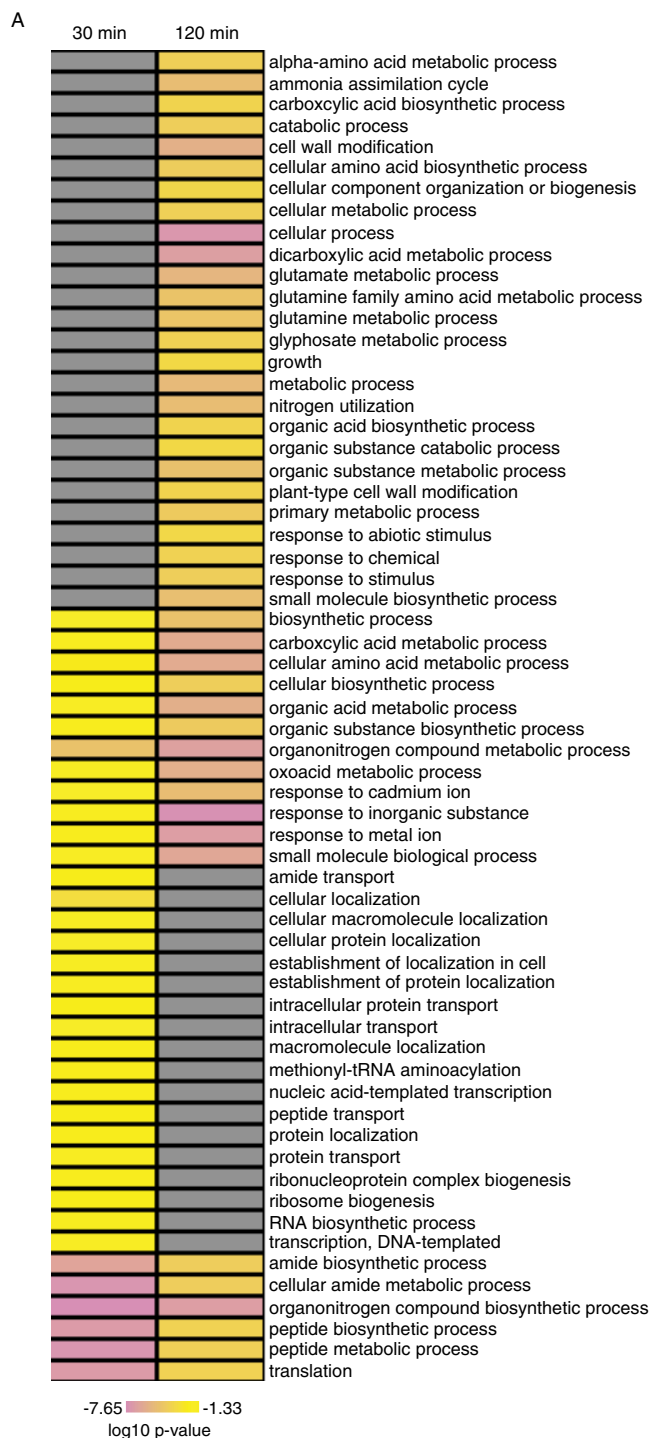 A
30 min 120 min
alpha-amino acid metabolic process
ammonia assimilation cycle
carboxcylic acid biosynthetic process
catabolic process
cell wall modification
cellular amino acid biosynthetic process
cellular component organization or biogenesis
cellular metabolic process
cellular process
dicarboxylic acid metabolic process
glutamate metabolic process
glutamine family amino acid metabolic process
glutamine metabolic process
glyphosate metabolic process
growth
metabolic process
nitrogen utilization
organic acid biosynthetic process
organic substance catabolic process
organic substance metabolic process
plant-type cell wall modification
primary metabolic process
response to abiotic stimulus
response to chemical
response to stimulus
small molecule biosynthetic process
biosynthetic process
carboxcylic acid metabolic process
cellular amino acid metabolic process
cellular biosynthetic process
organic acid metabolic process
organic substance biosynthetic process
organonitrogen compound metabolic process
oxoacid metabolic process
response to cadmium ion
response to inorganic substance
response to metal ion
small molecule biological process
amide transport
cellular localization
cellular macromolecule localization
cellular protein localization
establishment of localization in cell
establishment of protein localization
intracellular protein transport
intracellular transport
macromolecule localization
methionyl-tRNA aminoacylation
nucleic acid-templated transcription
peptide transport
protein localization
protein transport
ribonucleoprotein complex biogenesis
ribosome biogenesis
RNA biosynthetic process
transcription, DNA-templated
amide biosynthetic process
cellular amide metabolic process
organonitrogen compound biosynthetic process
peptide biosynthetic process
peptide metabolic process
translation
-7.65 -1.33
log10 p-value